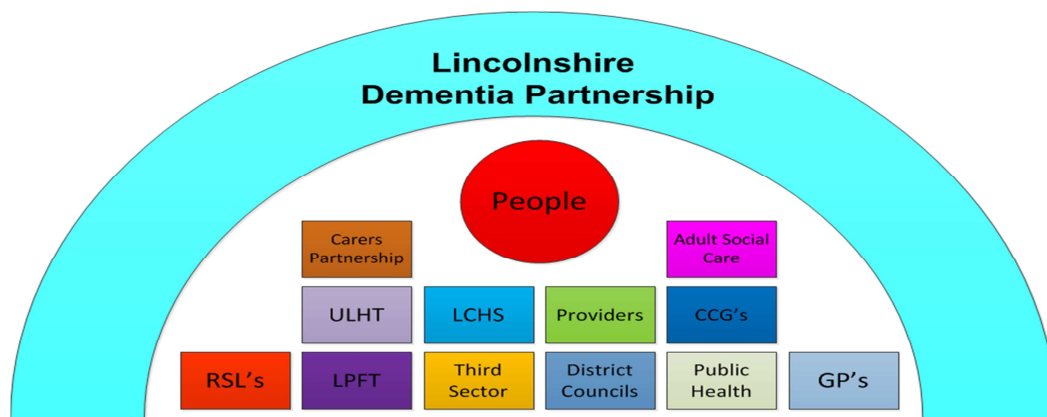 Lincolnshire
Dementia Partnership
People
Carers
Partnership
Adult Social
Care
ULHT
LCHS
Providers
CCG's
RSL's
LPFT
Third
Sector
District
Councils
Public
Health
GP's